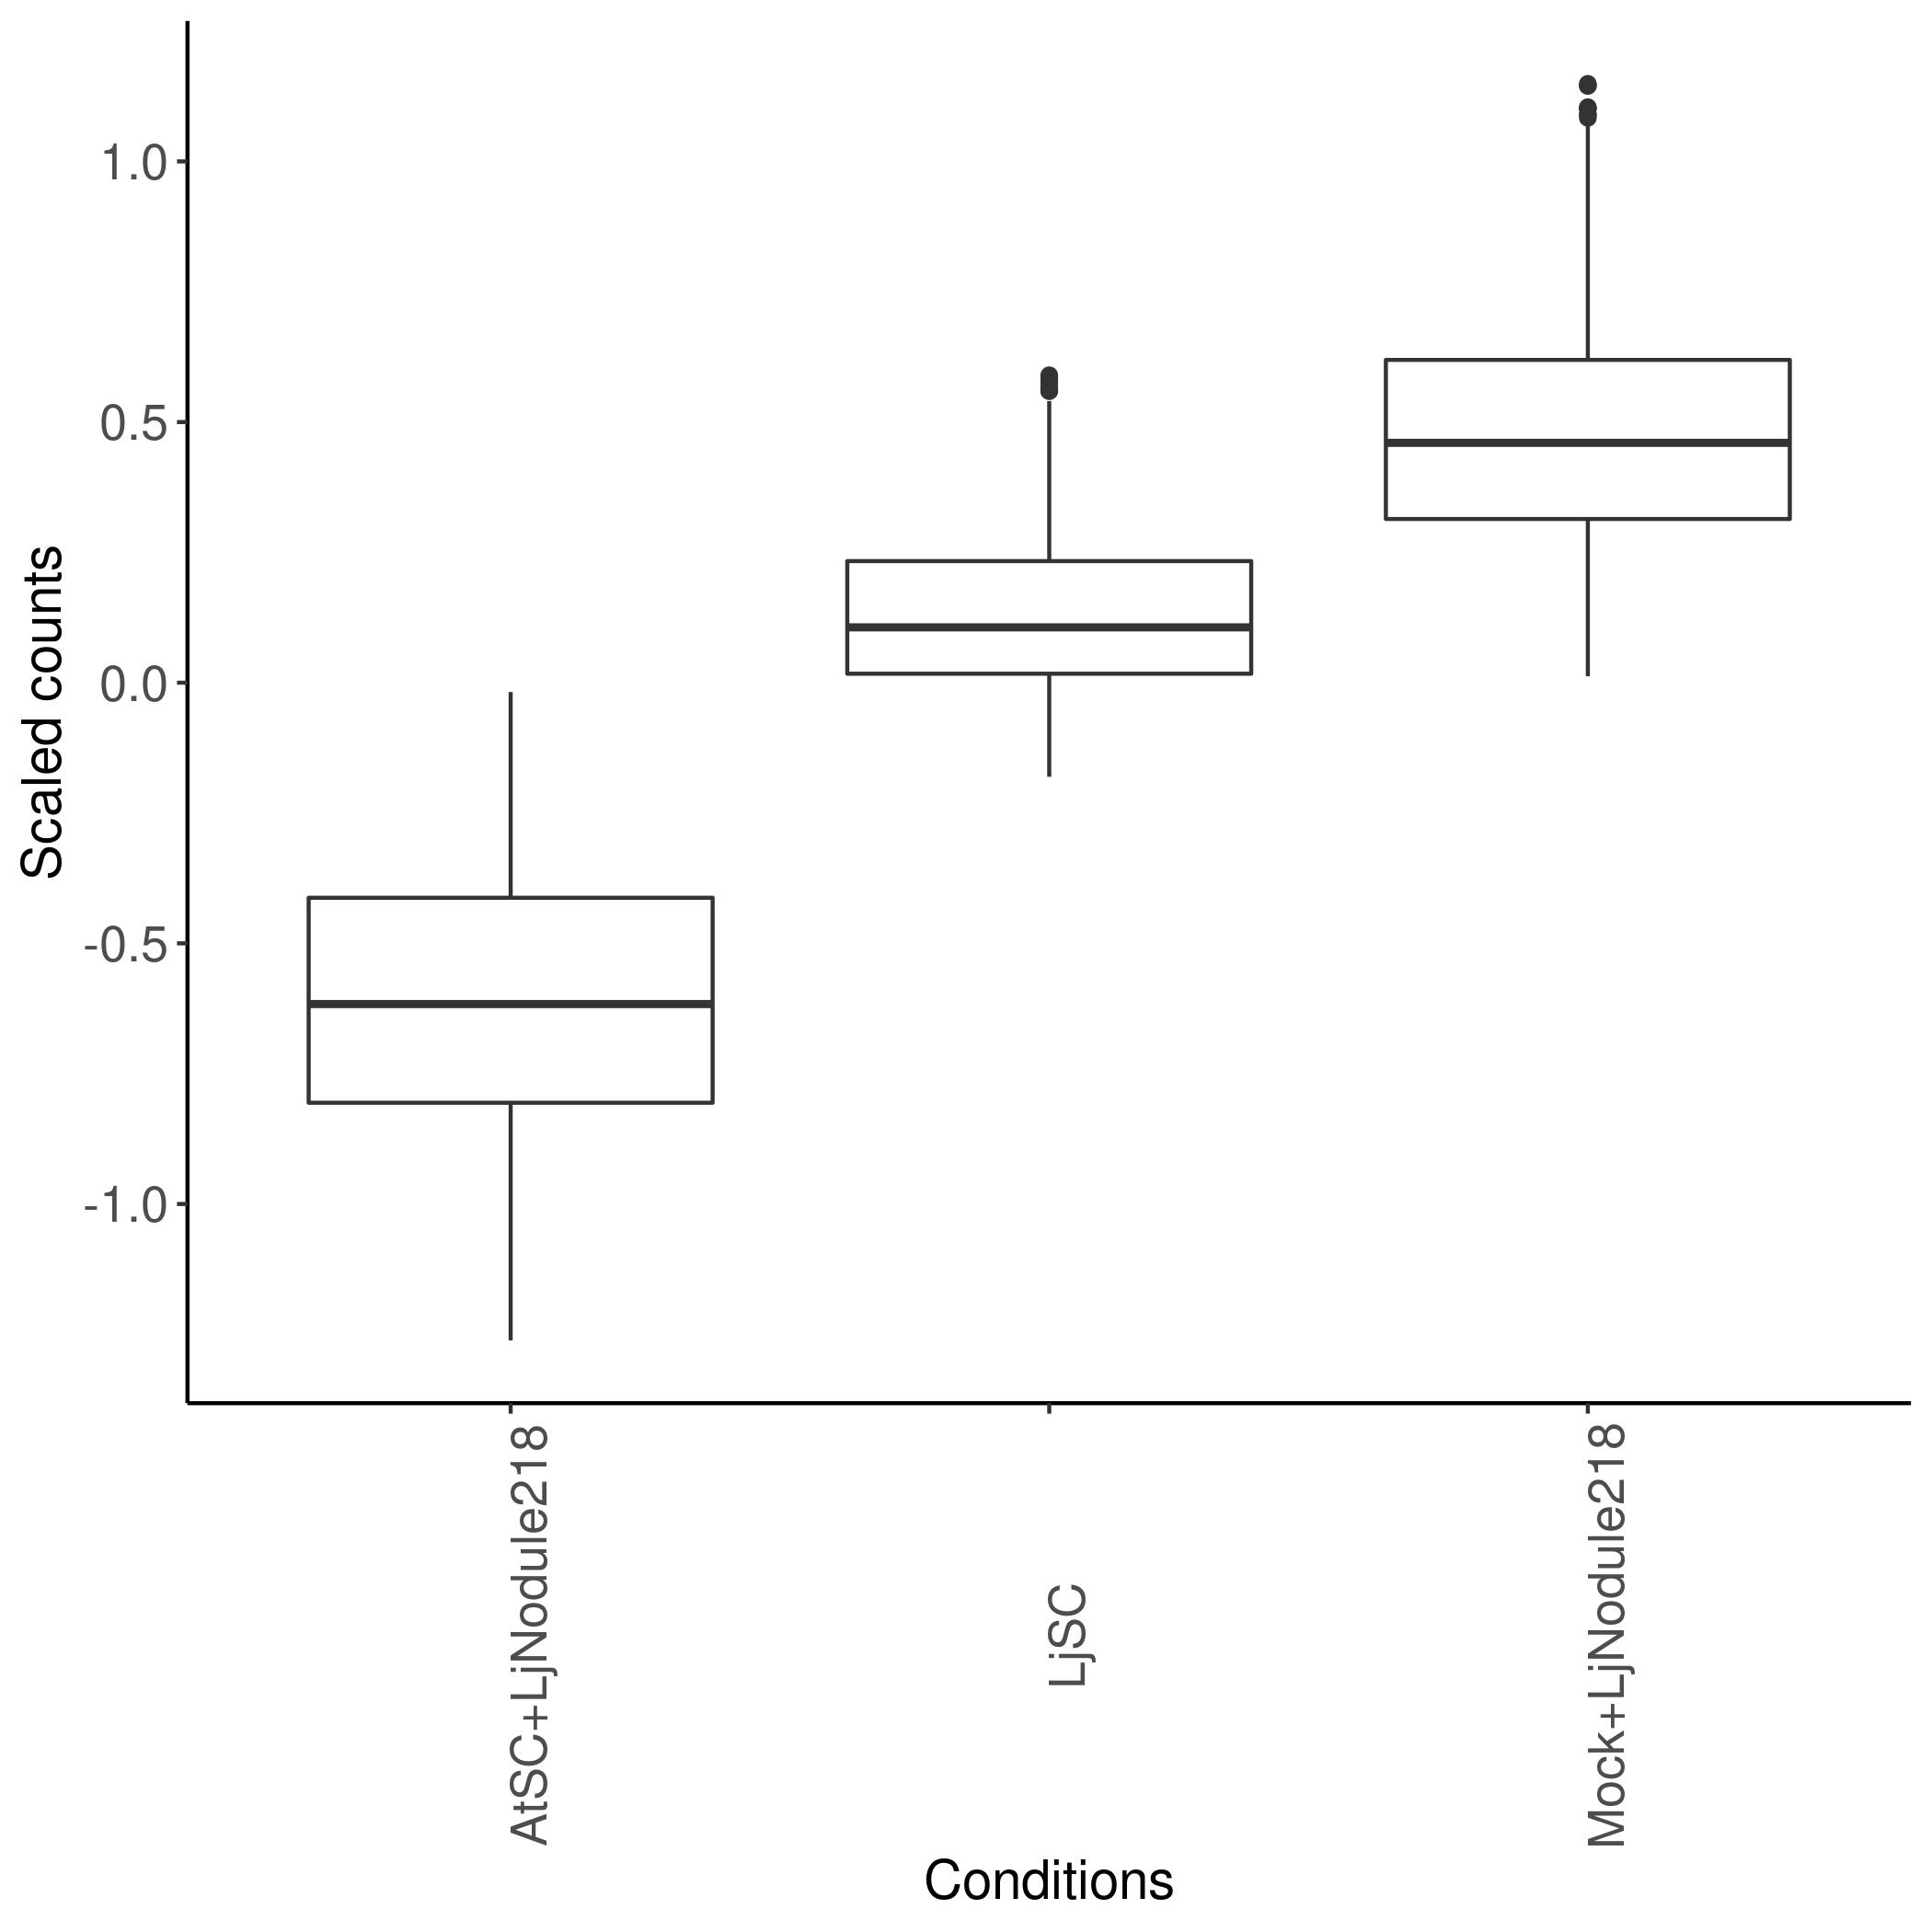 Scaled counts
1.0
0.5
0.0
-0.5
-1.0
AtSC+LjNodule218
LjSC
Mock+LjNodule218
Conditions